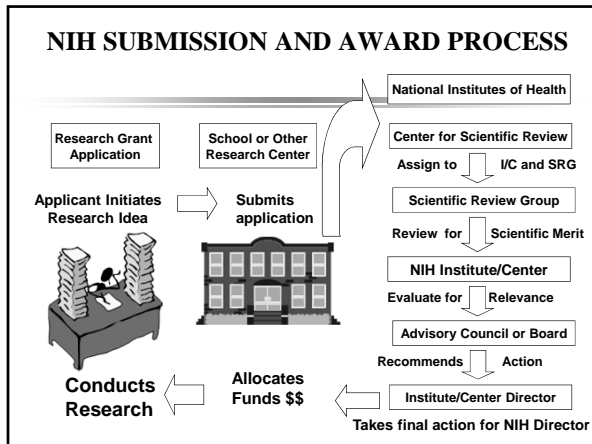 NIH SUBMISSION AND AWARD PROCESS
National Institutes of Health
Research Grant
Application
School or Other
Research Center
Center for Scientific Review
Assign to I/C and SRG
Applicant Initiates
Research Idea
Submits
application
Scientific Review Group
Review for Scientific Merit
NIH Institute/Center
Evaluate for Relevance
Advisory Council or Board
Recommends Action
Institute/Center Director
Takes final action for NIH Director
Allocates
Funds $$
Conducts
Research